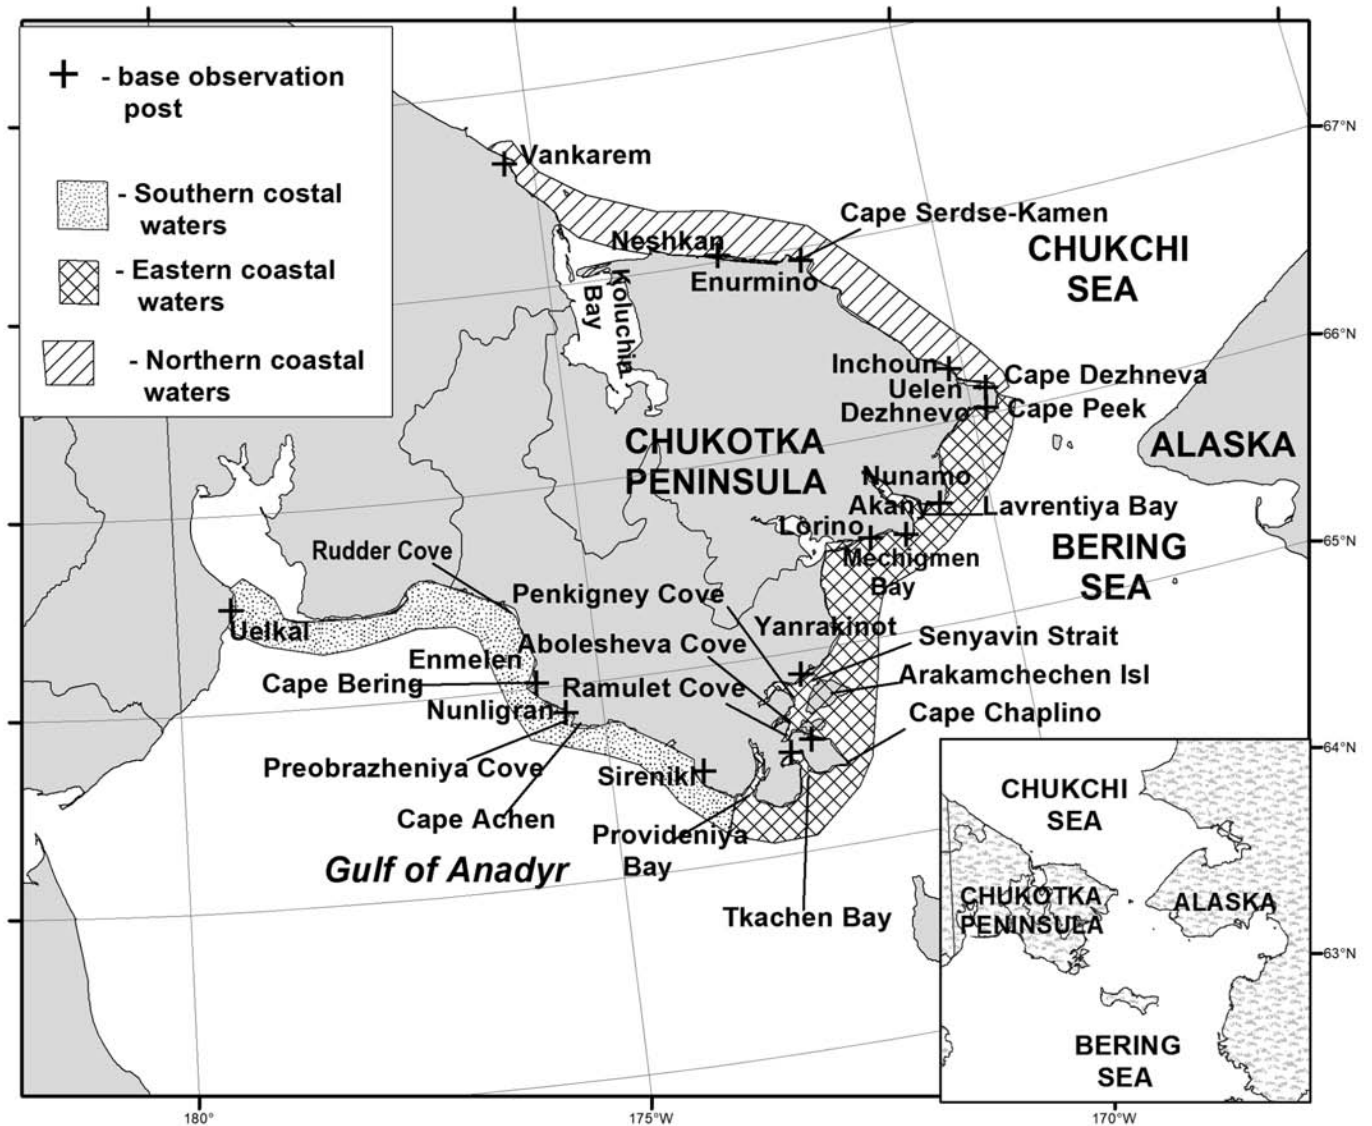 - base observation
post
- Southern costal
waters
- Eastern coastal
waters
- Northern coastal
waters
Vankarem
67°N
Cape Serdse-Kamen
Neshkan
CHUKCHI
SEA
Enurmino
Koluchin
Bay
66°N
Inchoun
Cape Dezhneva
Uelen
Dezhnevo
Cape Peek
CHUKOTKA
PENINSULA
ALASKA
Nunamo
Akany
Lavrentiya Bay
Lorino
65°N
BERING
SEA
Mechigmen
Bay
Rudder Cove
Penkigney Cove
Uelkal
Yanrakinot
Senyavin Strait
Abolesheva Cove
Enmelen
Cape Bering
Ramulet Cove
Arakamchechen Isl
Nunligran
Cape Chaplino
64°N
Preobrazheniya Cove
Sireniki
Cape Achen
Provideniya
Bay
Gulf of Anadyr
Tkachen Bay
63°N
CHUKCHI
SEA
CHUKOTKA
PENINSULA
ALASKA
BERING
SEA
180°
175°W
170°W